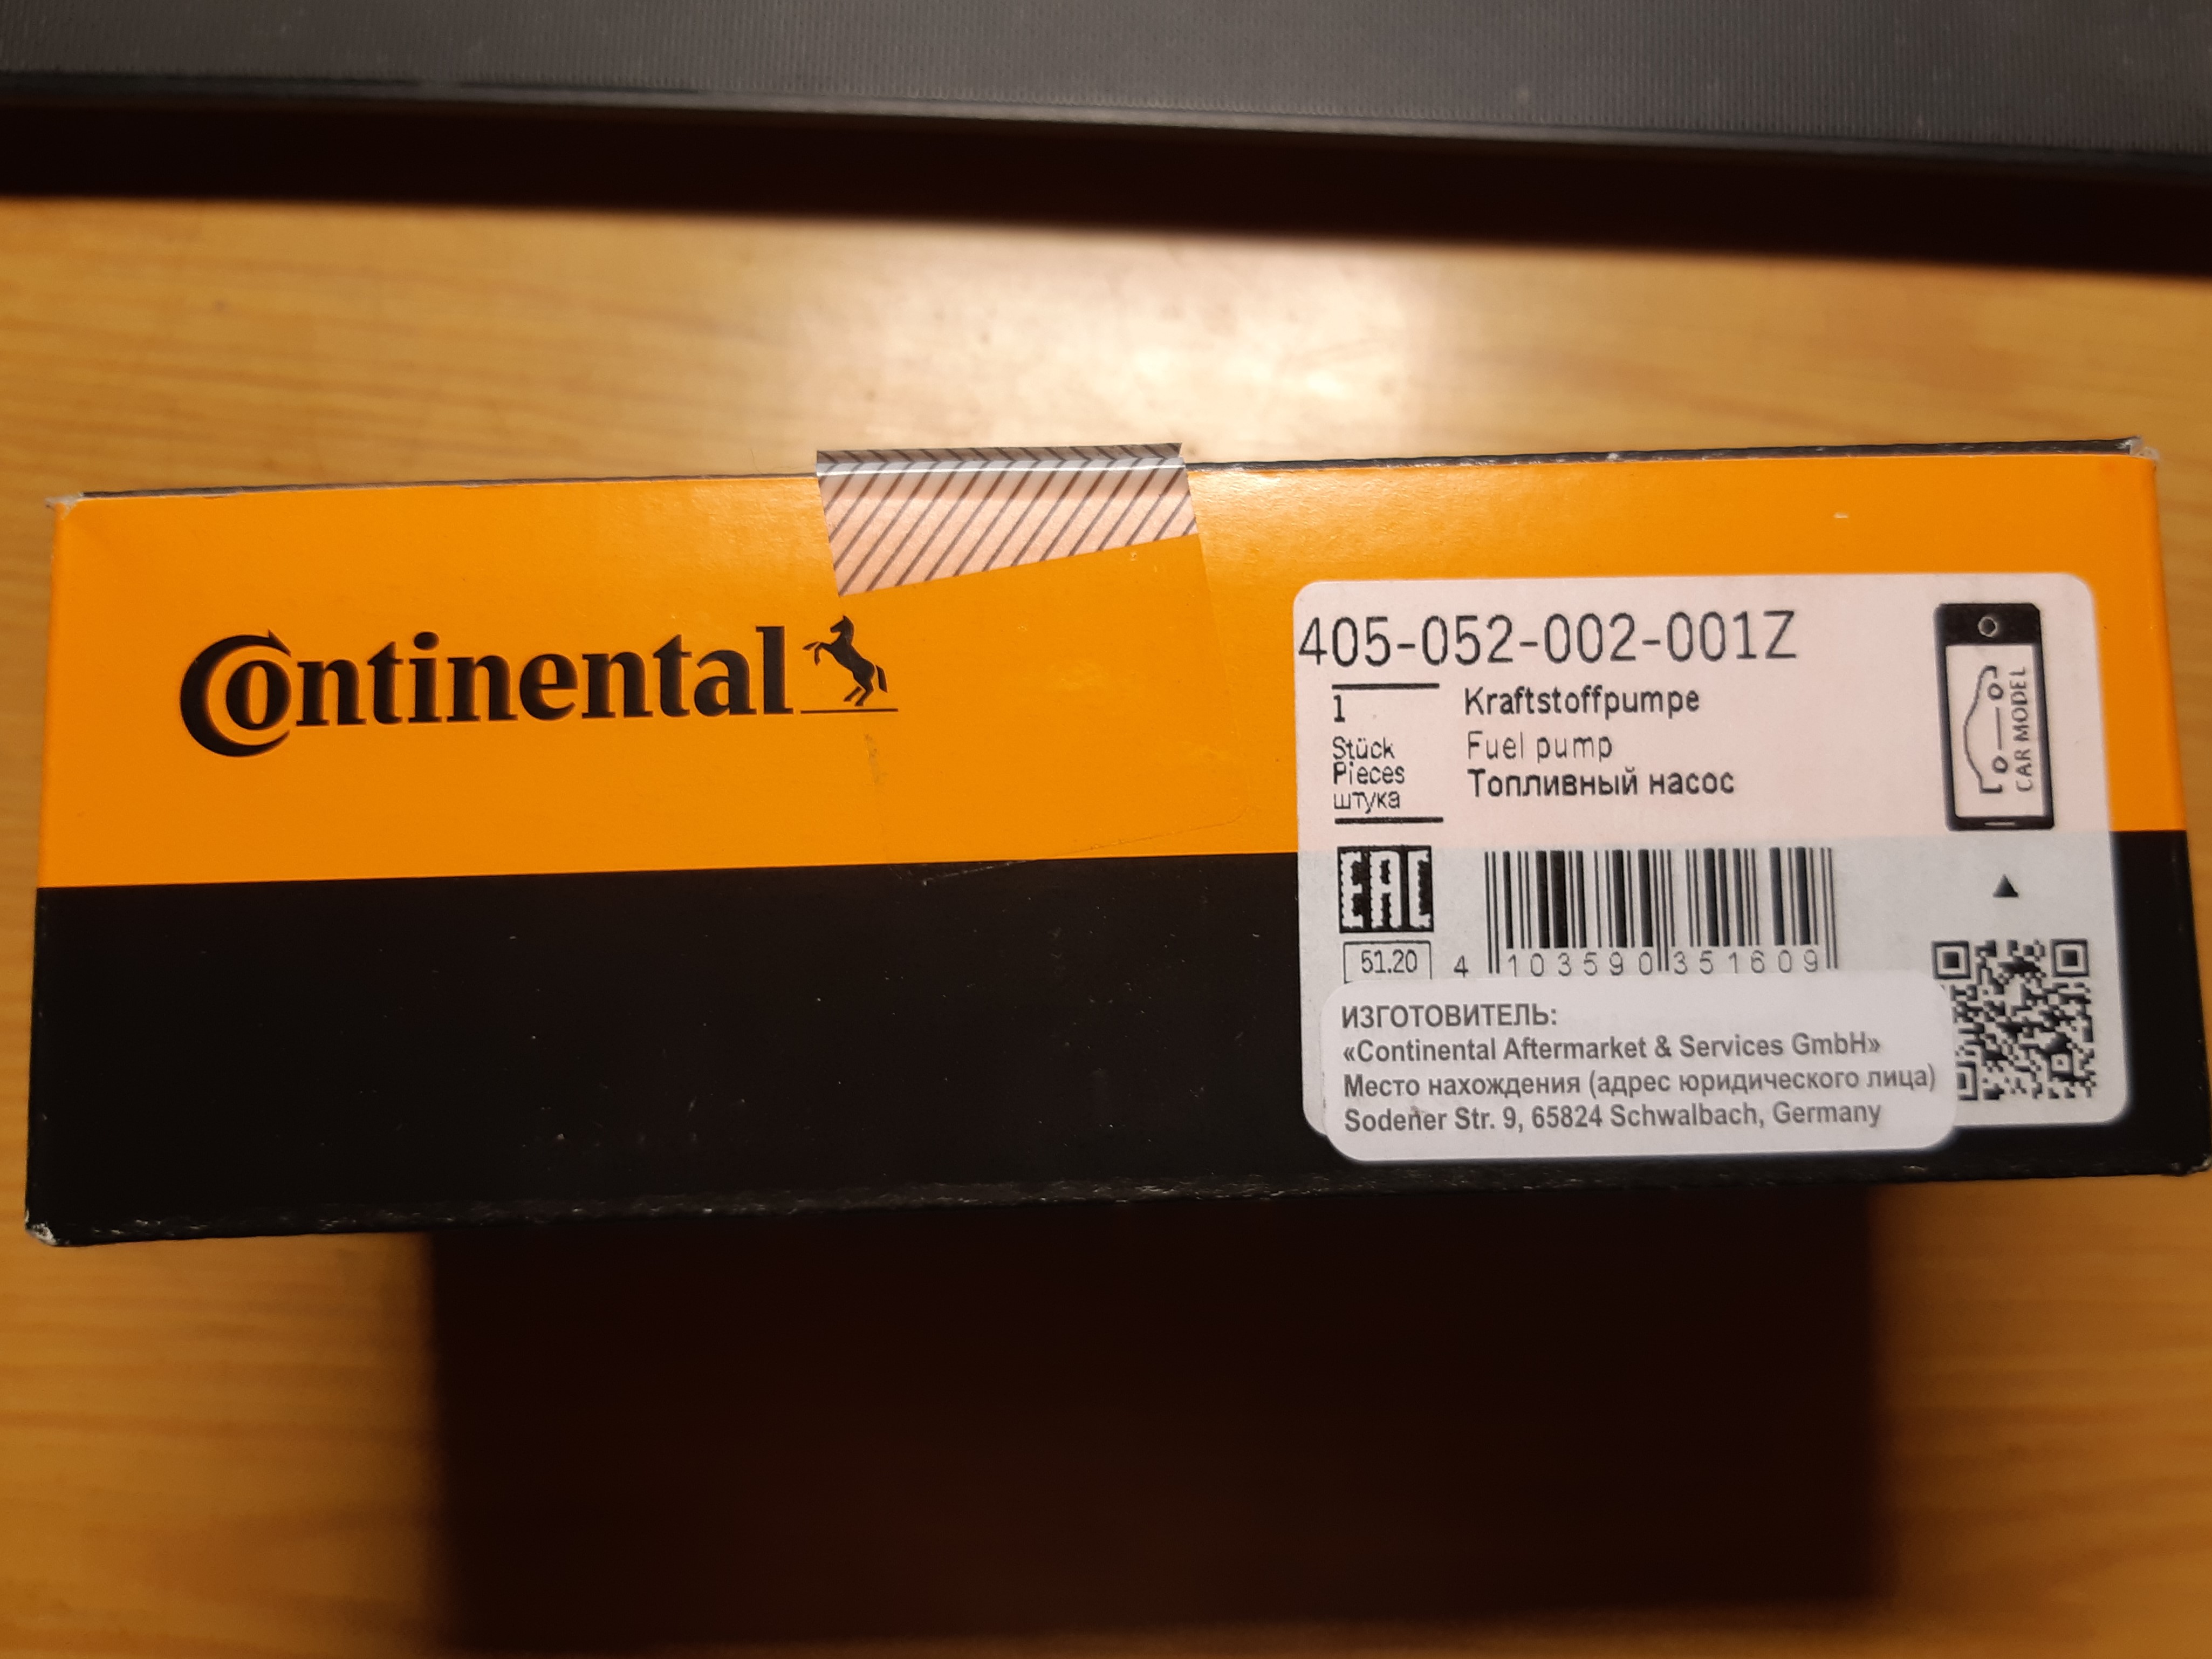 Continental
405-052-002-001Z
1
Stück
Pieces
штука
Kraftstoffpumpe
Fuel pump
Топливный насос
CAR MODEL
EAC
51.20
4 103590 351609
ИЗГОТОВИТЕЛЬ:
«Continental Aftermarket & Services GmbH»
Место нахождения (адрес юридического лица)
Sodener Str. 9, 65824 Schwalbach, Germany